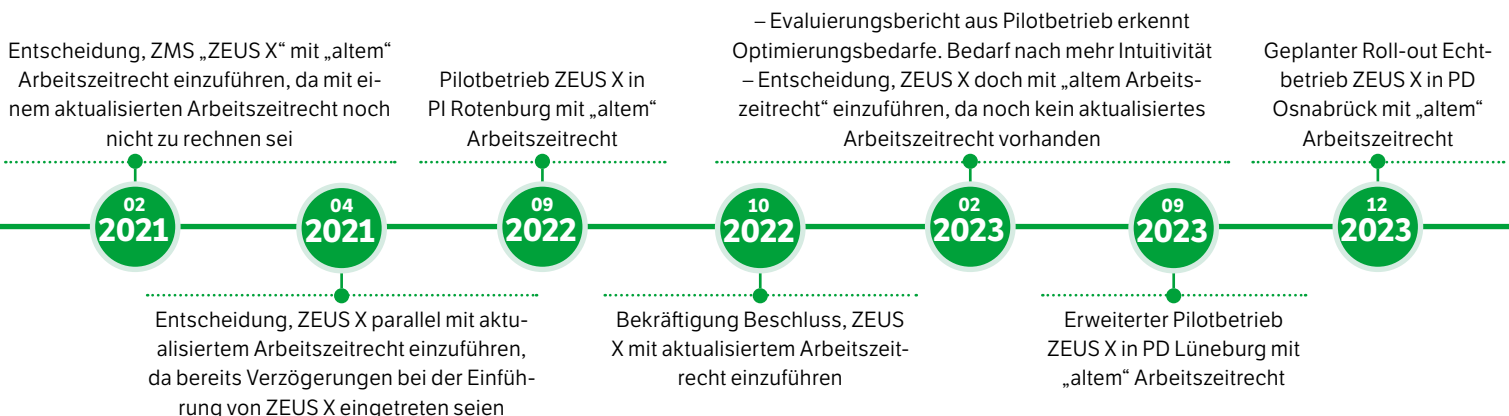 Entscheidung, ZMS „ZEUS X“ mit „altem“
Arbeitszeitrecht einzuführen, da mit ei-
nem aktualisierten Arbeitszeitrecht noch
nicht zu rechnen sei
02
2021
Entscheidung, ZEUS X parallel mit aktu-
alisiertem Arbeitszeitrecht einzuführen,
da bereits Verzögerungen bei der Einfüh-
rung von ZEUS X eingetreten seien
04
2021
Pilotbetrieb ZEUS X in
PI Rotenburg mit „altem“
Arbeitszeitrecht
09
2022
Bekräftigung Beschluss, ZEUS
X mit aktualisiertem Arbeitszeit-
recht einzuführen
10
2022
– Evaluierungsbericht aus Pilotbetrieb erkennt
Optimierungsbedarfe. Bedarf nach mehr Intuitivität
– Entscheidung, ZEUS X doch mit „altem Arbeits-
zeitrecht“ einzuführen, da noch kein aktualisiertes
Arbeitszeitrecht vorhanden
02
2023
Erweiterter Pilotbetrieb
ZEUS X in PD Lüneburg mit
„altem“ Arbeitszeitrecht
09
2023
Geplanter Roll-out Echt-
betrieb ZEUS X in PD
Osnabrück mit „altem“
Arbeitszeitrecht
12
2023